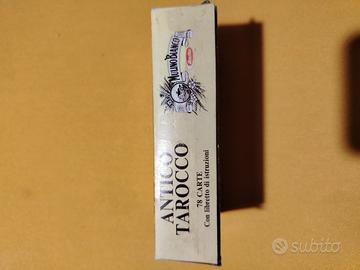 MULINO BIANCO
ANTICO
TAROCCO
78 CARTE
Con libretto di istruzioni
subito